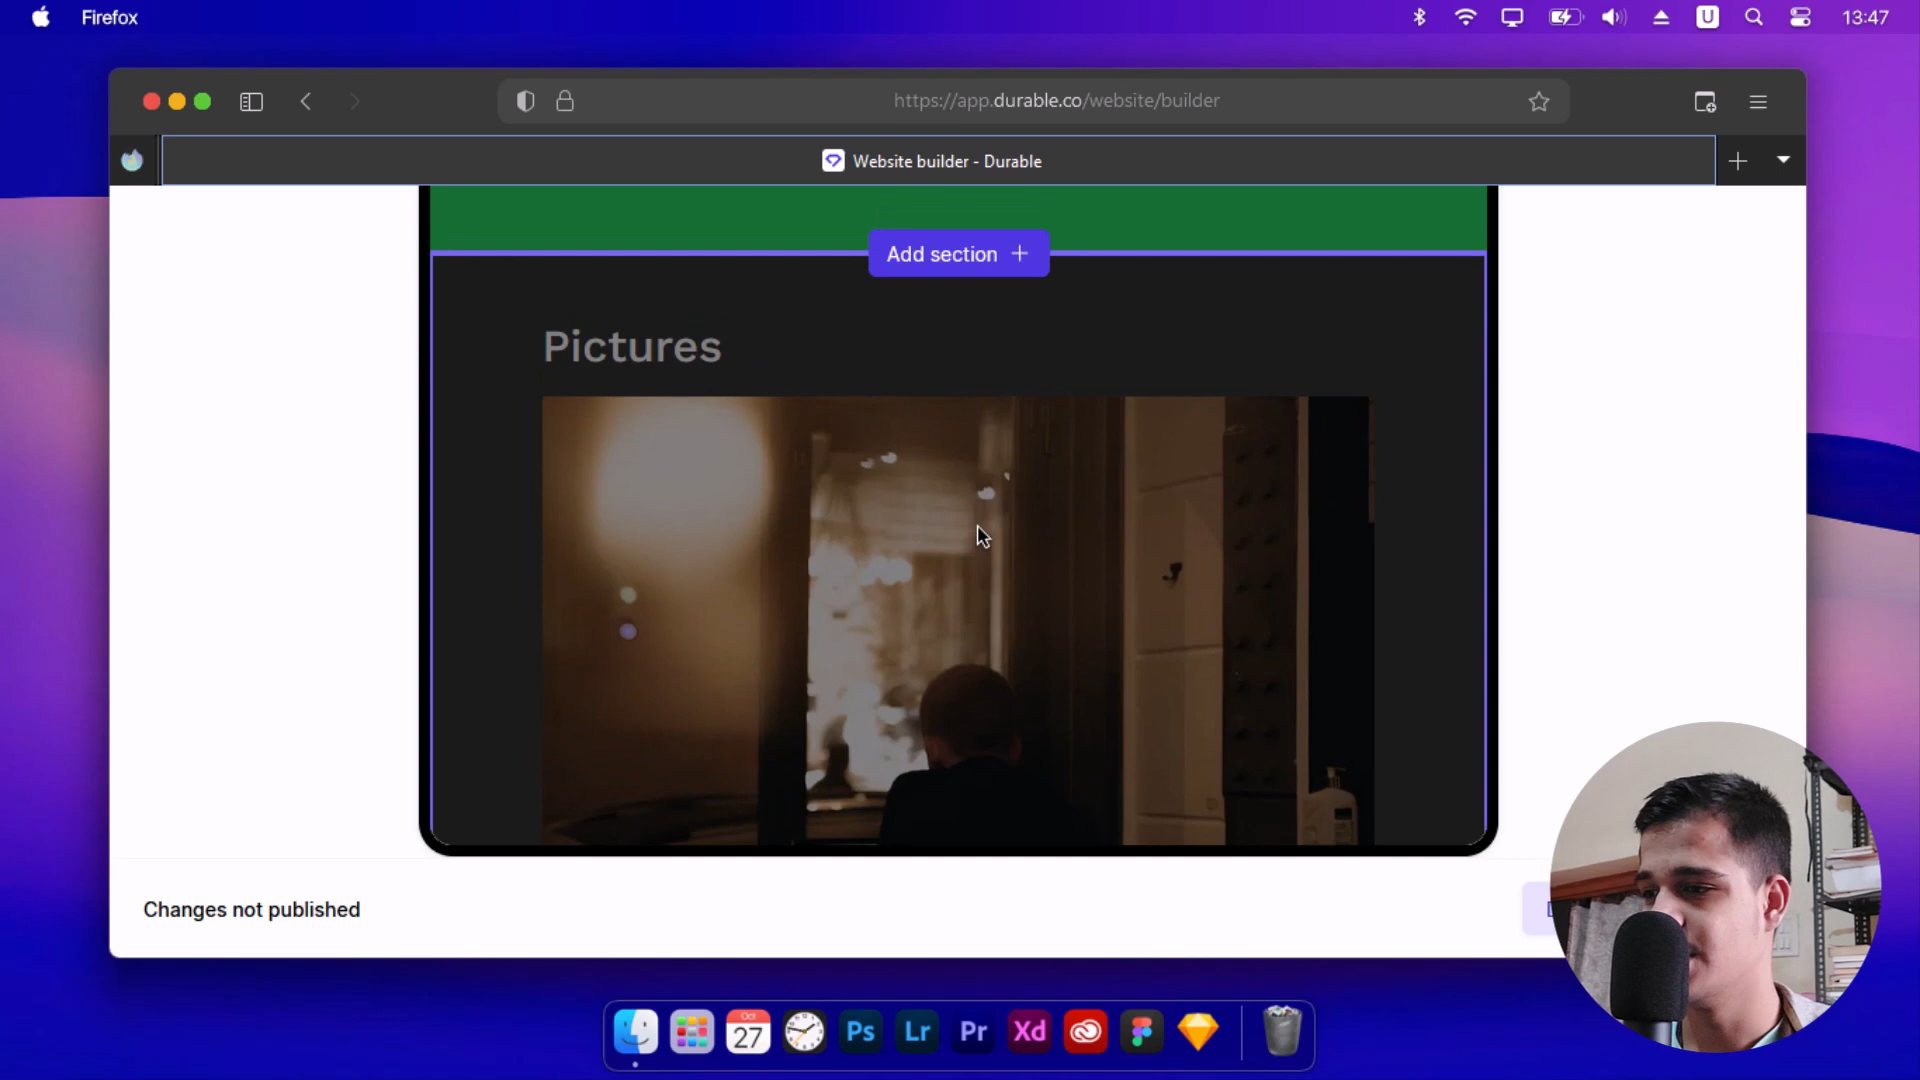 Firefox
U
13:47
https://app.durable.co/website/builder
Website builder - Durable
Add section +
Pictures
Changes not published
Oct
27
Ps
Lr
Pr
Xd